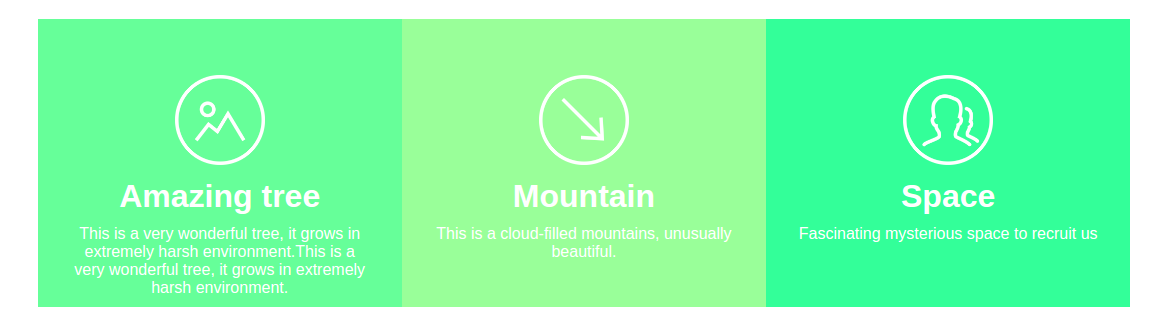 Amazing tree
This is a very wonderful tree, it grows in
extremely harsh environment.This is a
very wonderful tree, it grows in extremely
harsh environment.
Mountain
This is a cloud-filled mountains, unusually
beautiful.
Space
Fascinating mysterious space to recruit us